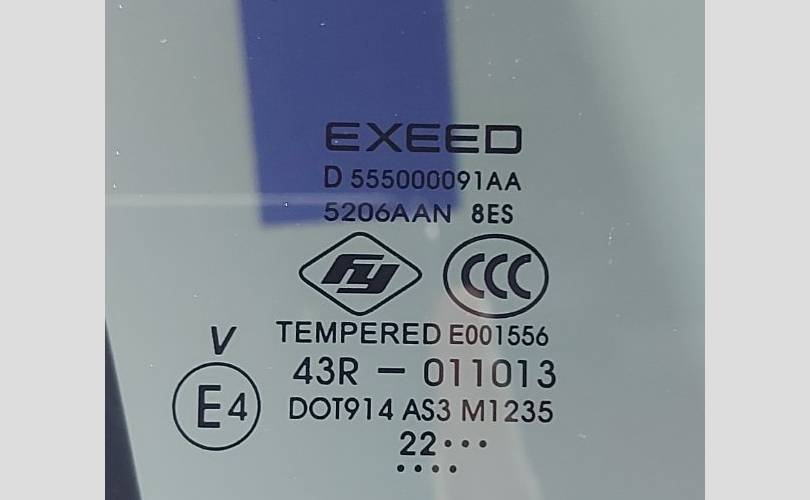 EXEED
D 555000091AA
5206AAN 8ES
FY CCC
TEMPERED E001556
V
43R — 011013
E4
DOT914 AS3 M1235
22•••
••••